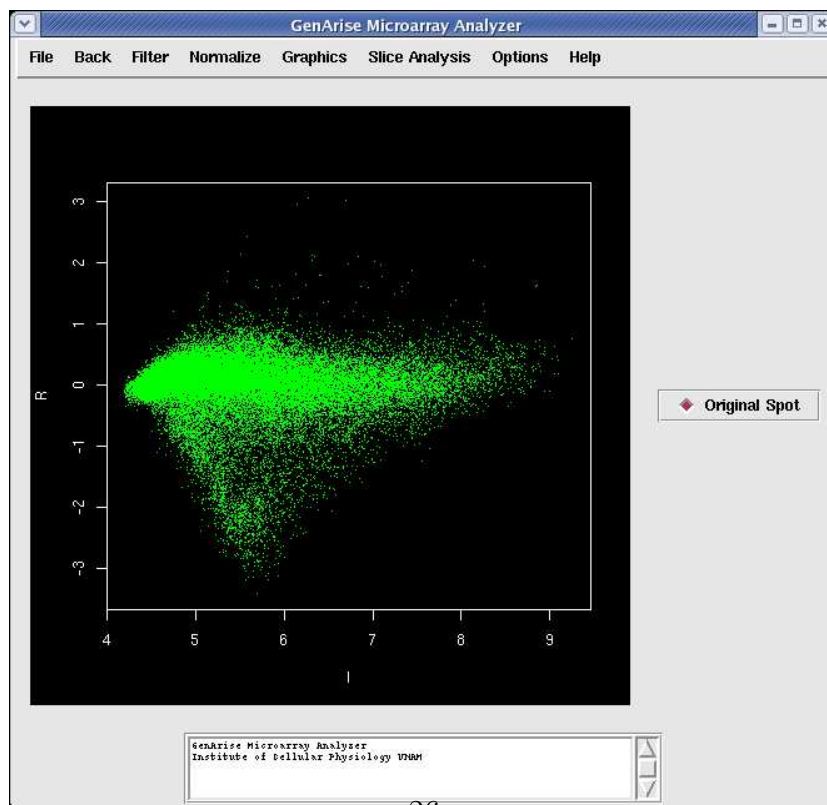 GenArise Microarray Analyzer
File Back Filter Normalize Graphics Slice Analysis Options Help
3
2
1
0
-1
-2
-3
R
4 5 6 7 8 9
I
Original Spot
GenArise Microarray Analyzer
Institute of Cellular Physiology UNAM